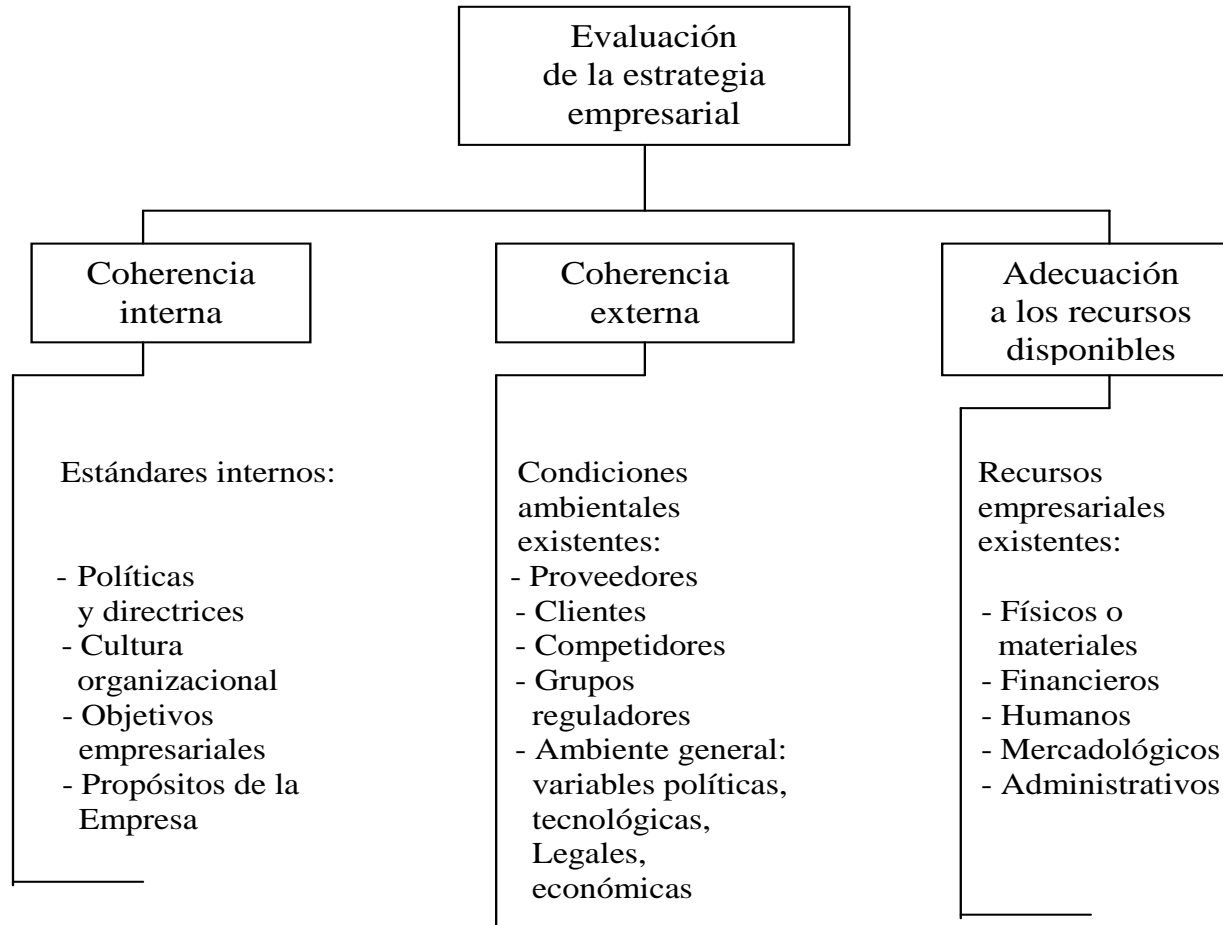 Evaluación
de la estrategia
empresarial
Coherencia
interna
Coherencia
externa
Adecuación
a los recursos
disponibles
Estándares internos:
- Políticas
y directrices
- Cultura
organizacional
- Objetivos
empresariales
- Propósitos de la
Empresa
Condiciones
ambientales
existentes:
- Proveedores
- Clientes
- Competidores
- Grupos
reguladores
- Ambiente general:
variables políticas,
tecnológicas,
Legales,
económicas
Recursos
empresariales
existentes:
- Físicos o
materiales
- Financieros
- Humanos
- Mercadológicos
- Administrativos